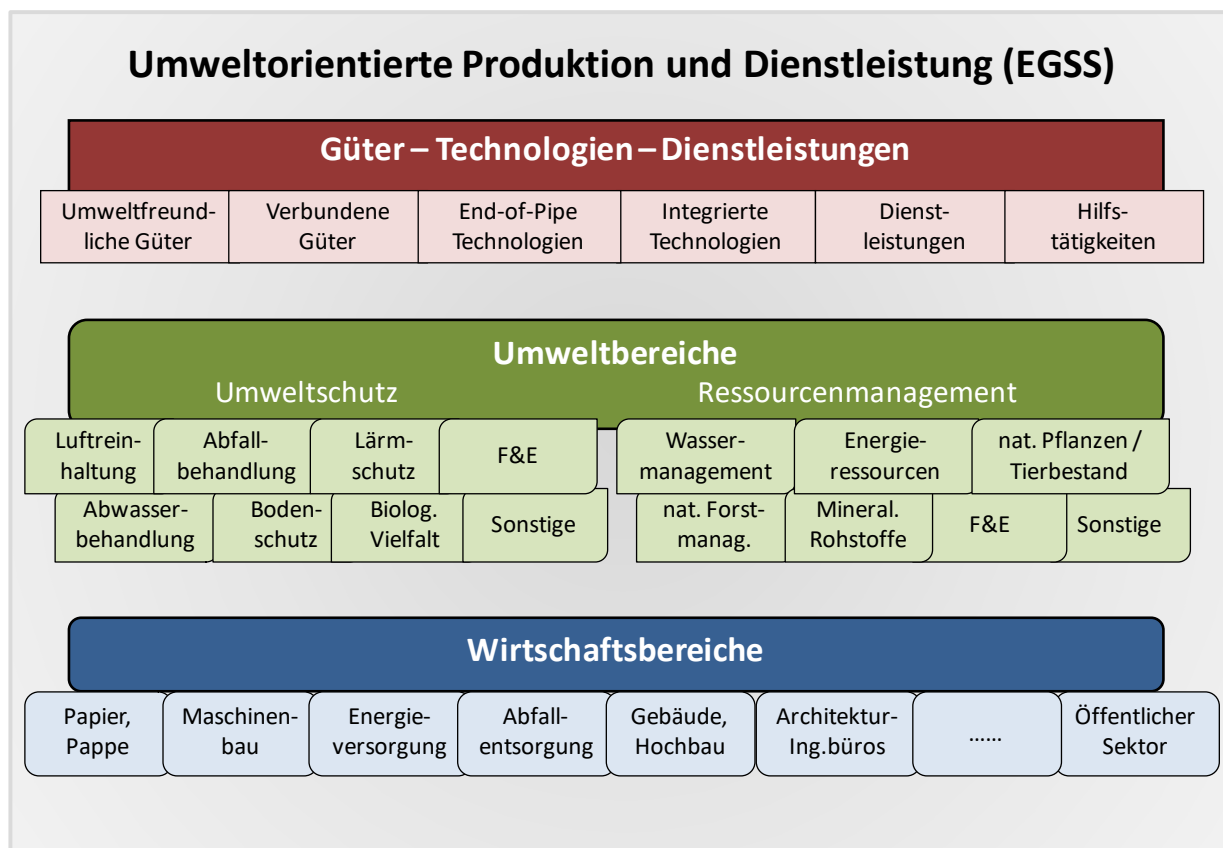 Umweltorientierte Produktion und Dienstleistung (EGSS)
Güter – Technologien – Dienstleistungen
Umweltfreund-
liche Güter
Verbundene
Güter
End-of-Pipe
Technologien
Integrierte
Technologien
Dienst-
leistungen
Hilfs-
tätigkeiten
Umweltbereiche
Umweltschutz
Ressourcenmanagement
Luftrein-
haltung
Abfall-
behandlung
Lärm-
schutz
F&E
Wasser-
management
Energie-
ressourcen
nat. Pflanzen /
Tierbestand
Abwasser-
behandlung
Boden-
schutz
Biolog.
Vielfalt
Sonstige
nat. Forst-
manag.
Mineral.
Rohstoffe
F&E
Sonstige
Wirtschaftsbereiche
Papier,
Pappe
Maschinen-
bau
Energie-
versorgung
Abfall-
entsorgung
Gebäude,
Hochbau
Architektur-
Ing.büros
......
Öffentlicher
Sektor